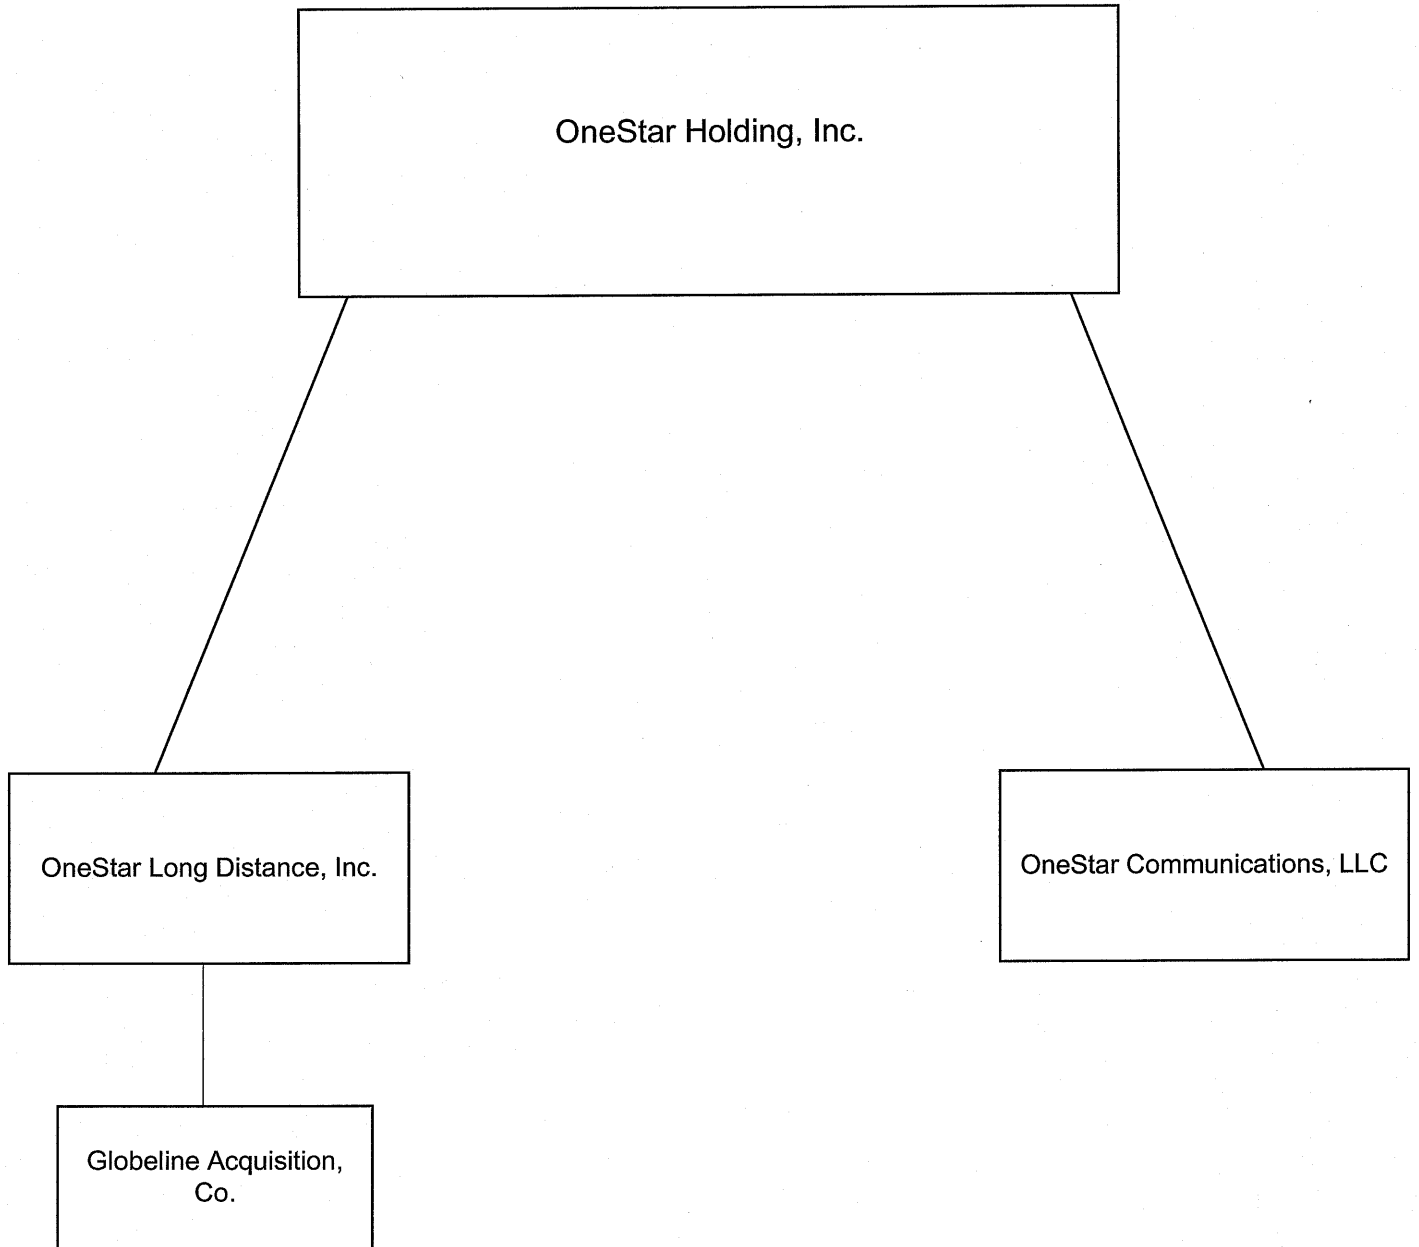 OneStar Holding, Inc.
OneStar Long Distance, Inc.
OneStar Communications, LLC
Globeline Acquisition,
Co.